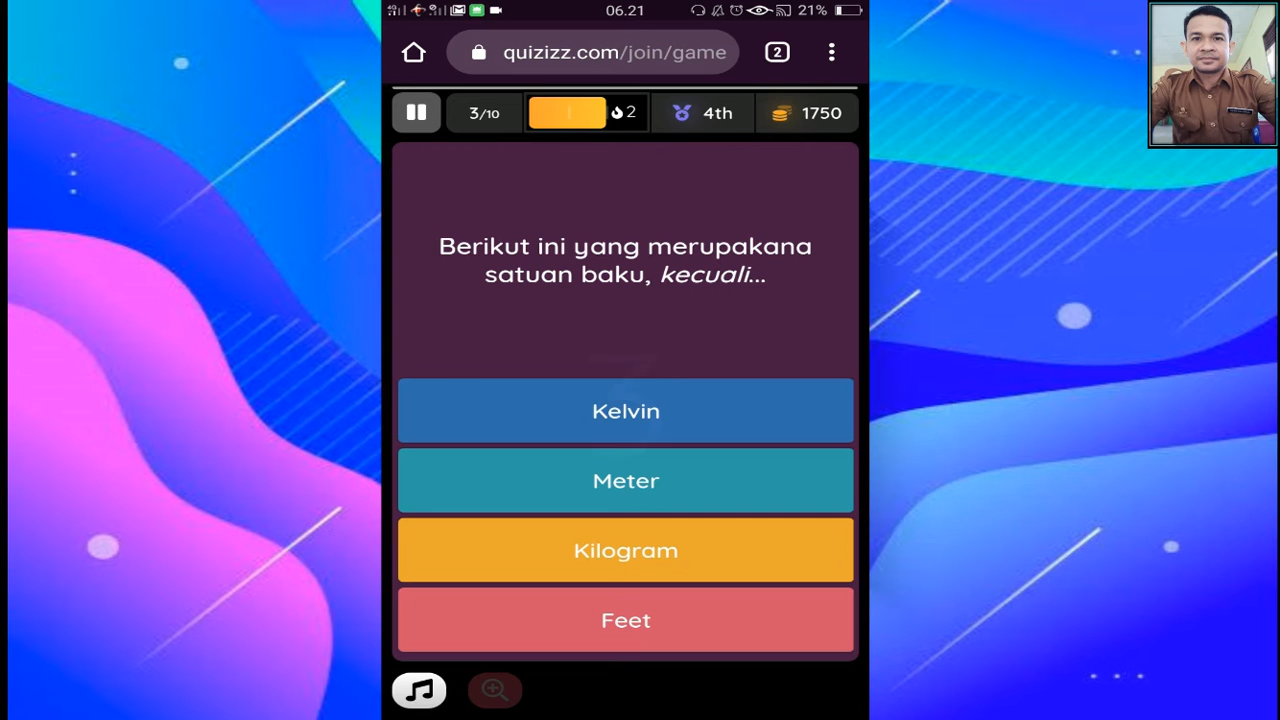 06.21
21%
quizizz.com/join/game
2
3/10
2
4th
1750
Berikut ini yang merupakana
satuan baku, kecuali...
Kelvin
Meter
Kilogram
Feet